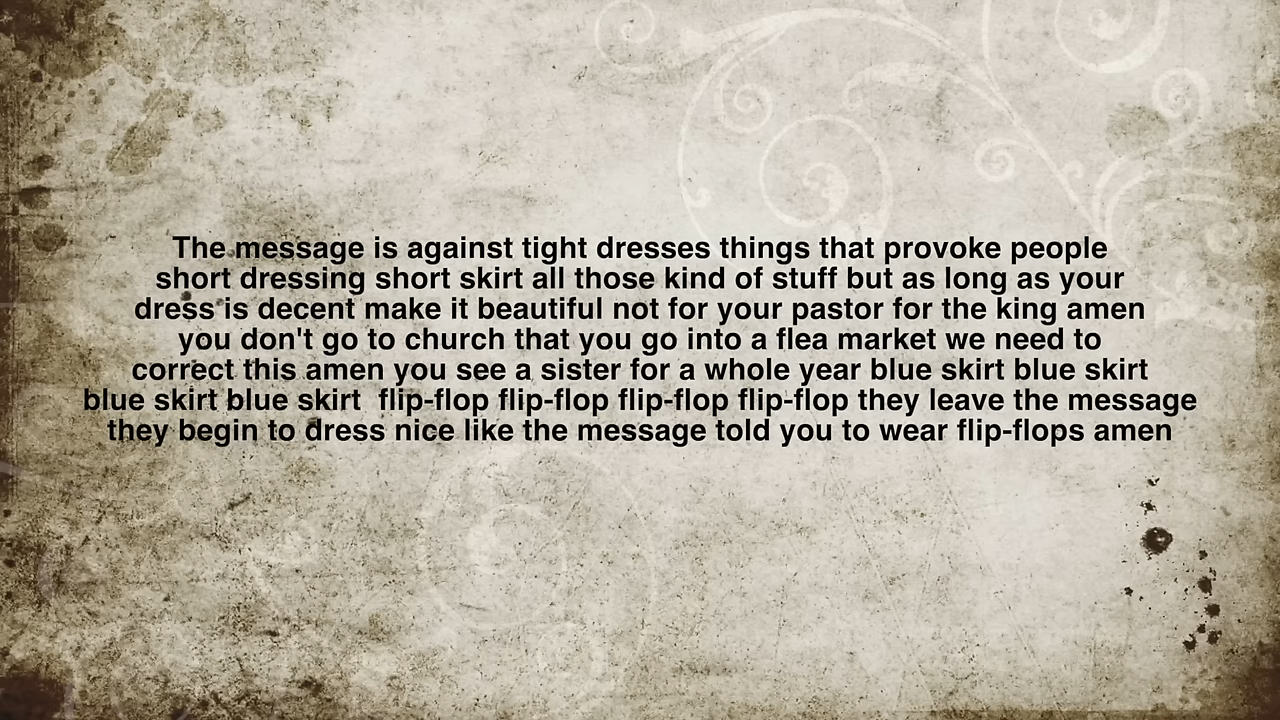 The message is against tight dresses things that provoke people
short dressing short skirt all those kind of stuff but as long as your
dress is decent make it beautiful not for your pastor for the king amen
you don't go to church that you go into a flea market we need to
correct this amen you see a sister for a whole year blue skirt blue skirt
blue skirt blue skirt  flip-flop flip-flop flip-flop flip-flop they leave the message
they begin to dress nice like the message told you to wear flip-flops amen